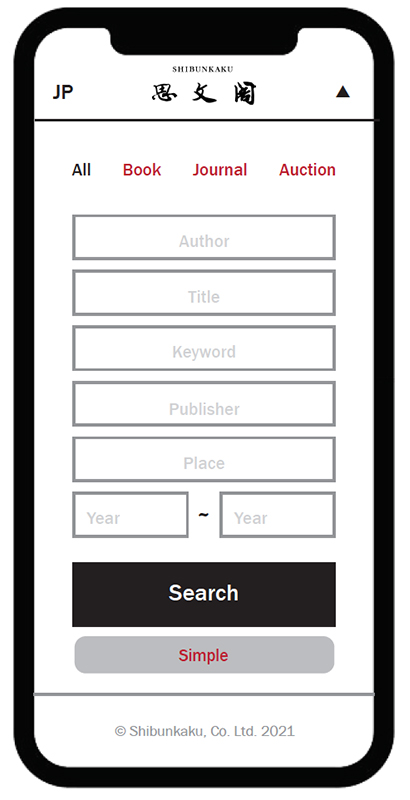 SHIBUNKAKU
JP 思文閣 ▲
All Book Journal Auction
Author
Title
Keyword
Publisher
Place
Year ~ Year
Search
Simple
© Shibunkaku, Co. Ltd. 2021